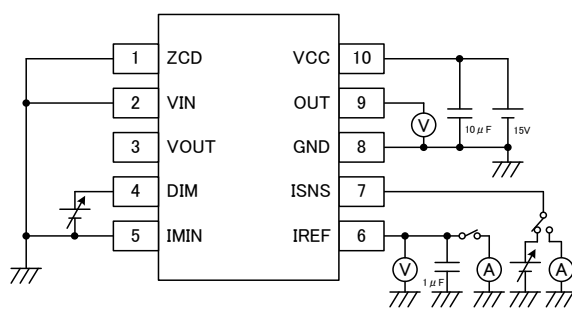 1 ZCD VCC 10
2 VIN OUT 9
3 VOUT GND 8
4 DIM ISNS 7
5 IMIN IREF 6
V
10μF
15V
V
1μF
A
A